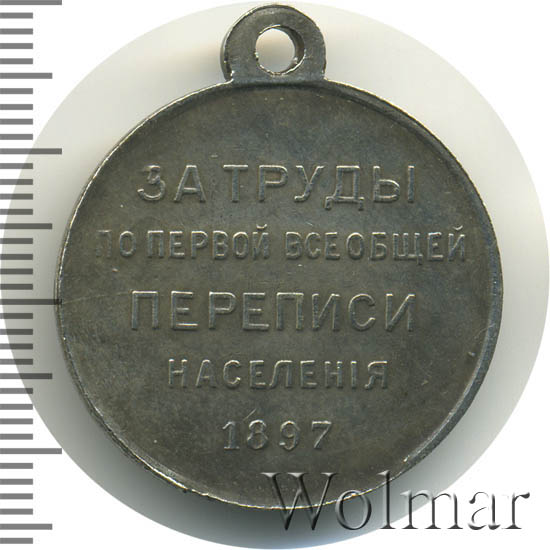 ЗА ТРУДЫ
ПО ПЕРВОЙ ВСЕОБЩЕЙ
ПЕРЕПИСИ
НАСЕЛЕНІЯ
1897
Wolmar